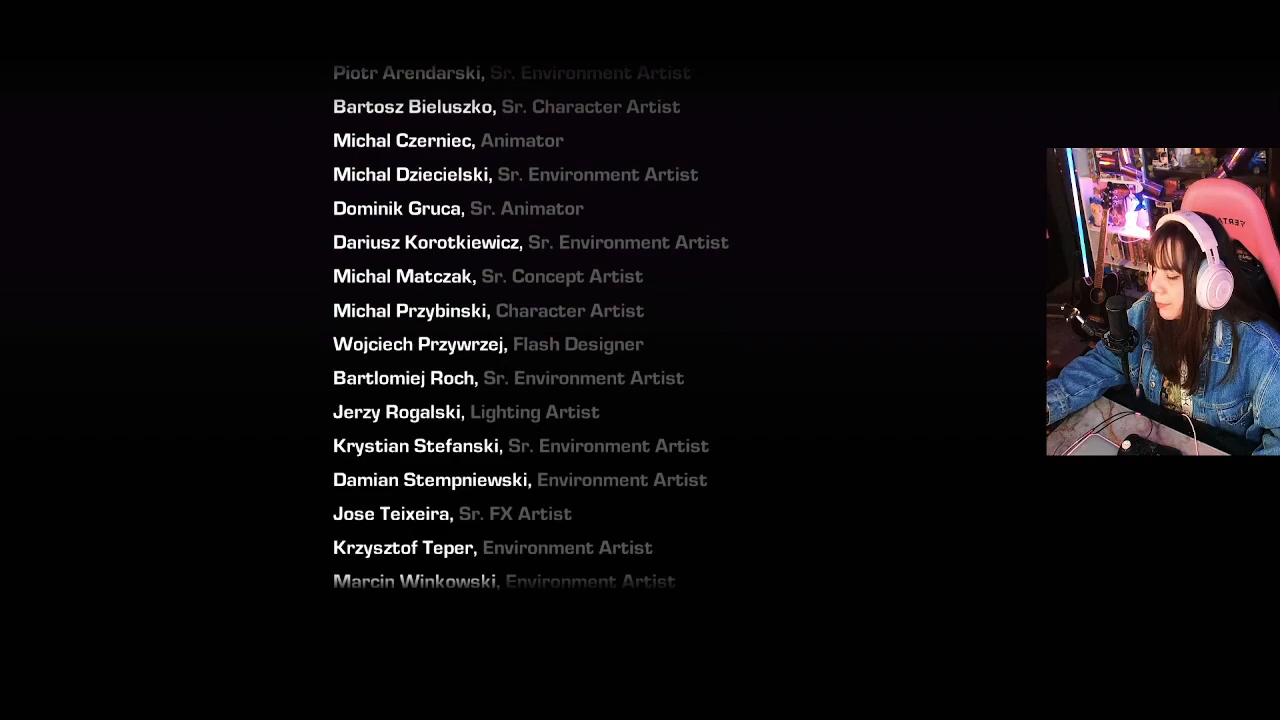 Piotr Arendarski, Sr. Environment Artist
Bartosz Bieluszko, Sr. Character Artist
Michal Czerniec, Animator
Michal Dziecielski, Sr. Environment Artist
Dominik Gruca, Sr. Animator
Dariusz Korotkiewicz, Sr. Environment Artist
Michal Matczak, Sr. Concept Artist
Michal Przybinski, Character Artist
Wojciech Przywrzej, Flash Designer
Bartlomiej Roch, Sr. Environment Artist
Jerzy Rogalski, Lighting Artist
Krystian Stefanski, Sr. Environment Artist
Damian Stempniewski, Environment Artist
Jose Teixeira, Sr. FX Artist
Krzysztof Teper, Environment Artist
Marcin Winkowski, Environment Artist